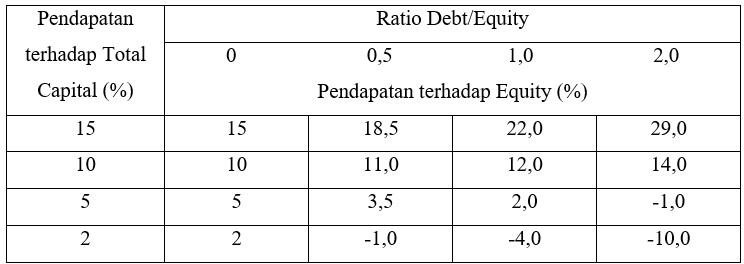 Pendapatan
terhadap Total
Capital (%)
Ratio Debt/Equity
0 0,5 1,0 2,0
Pendapatan terhadap Equity (%)
15 15 18,5 22,0 29,0
10 10 11,0 12,0 14,0
5 5 3,5 2,0 -1,0
2 2 -1,0 -4,0 -10,0